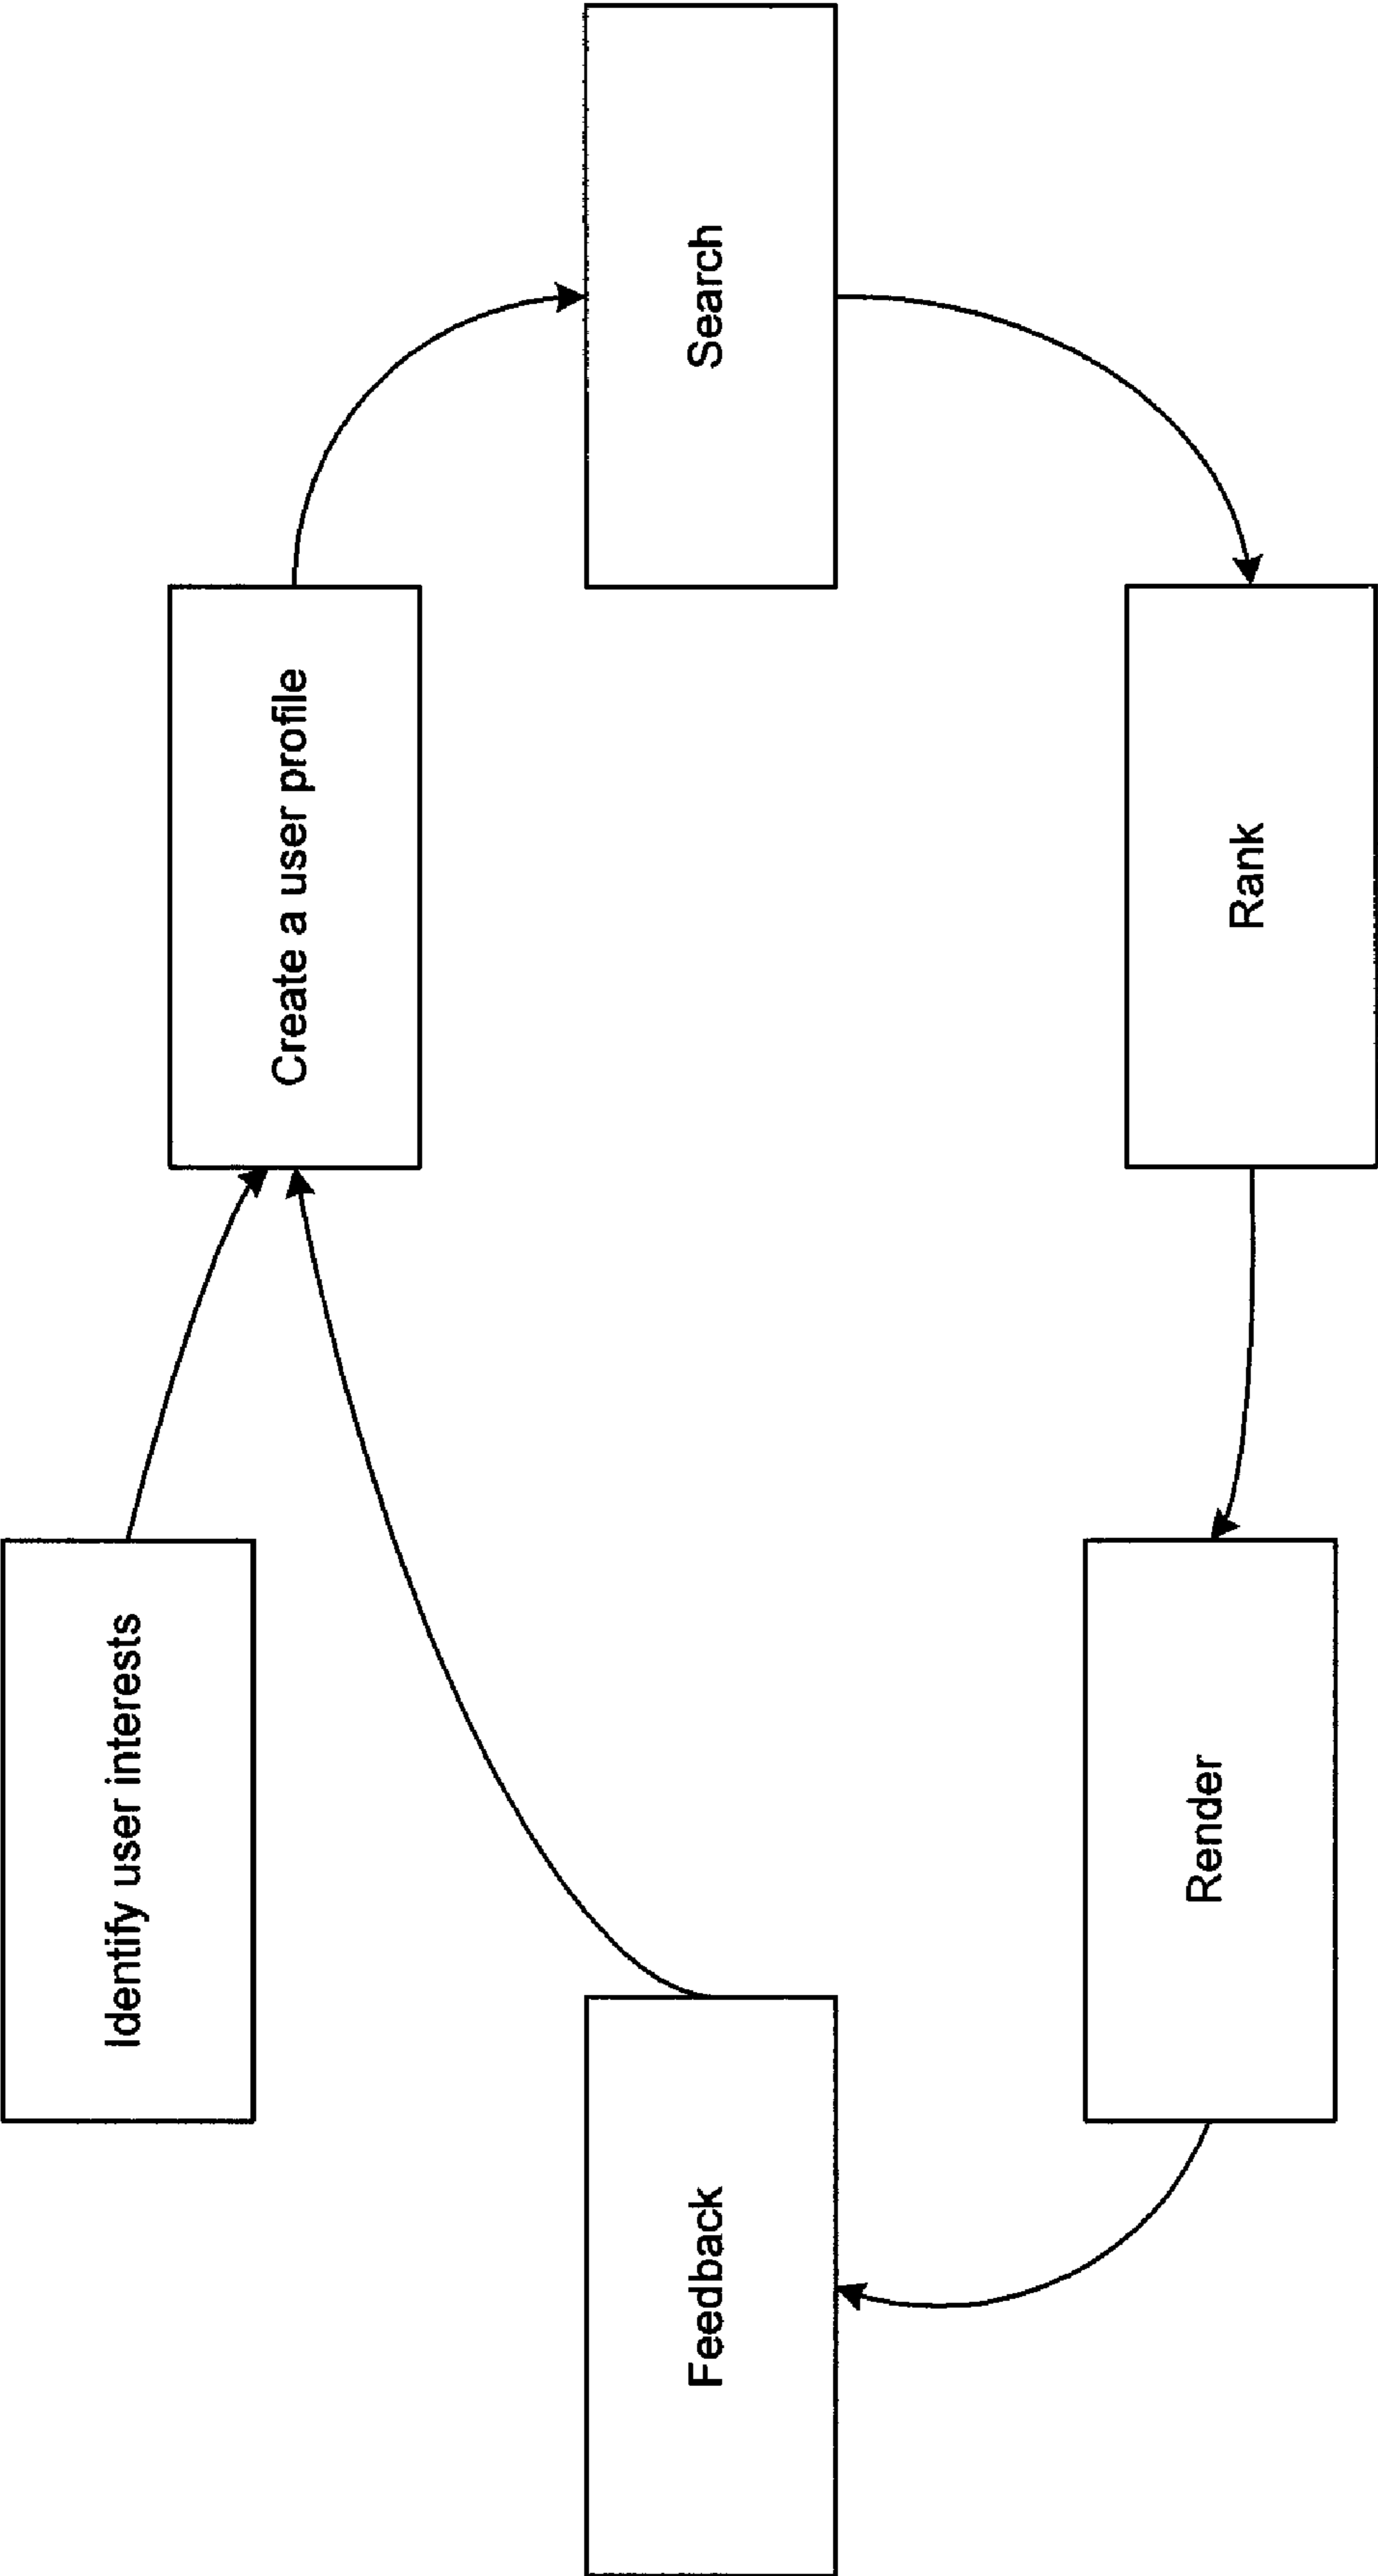 Identify user interests
Create a user profile
Search
Rank
Render
Feedback